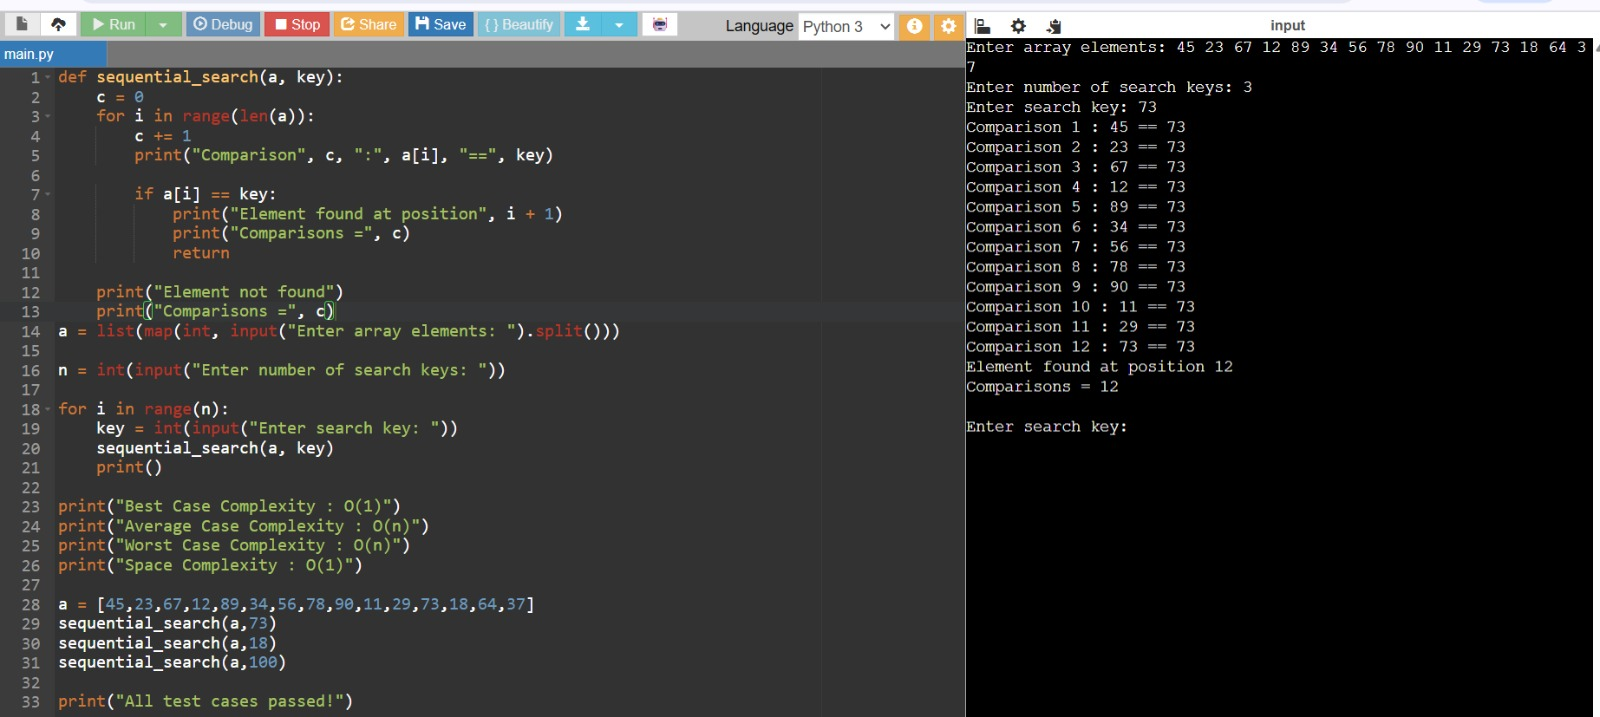 Run Debug Stop Share Save { } Beautify Language Python 3 input
main.py
1 def sequential_search(a, key):
2     c = 0
3     for i in range(len(a)):
4         c += 1
5         print("Comparison", c, ":", a[i], "==", key)
6
7         if a[i] == key:
8             print("Element found at position", i + 1)
9             print("Comparisons =", c)
10             return
11
12     print("Element not found")
13     print("Comparisons =", c)
14 a = list(map(int, input("Enter array elements: ").split()))
15
16 n = int(input("Enter number of search keys: "))
17
18 for i in range(n):
19     key = int(input("Enter search key: "))
20     sequential_search(a, key)
21     print()
22
23 print("Best Case Complexity : O(1)")
24 print("Average Case Complexity : O(n)")
25 print("Worst Case Complexity : O(n)")
26 print("Space Complexity : O(1)")
27
28 a = [45,23,67,12,89,34,56,78,90,11,29,73,18,64,37]
29 sequential_search(a,73)
30 sequential_search(a,18)
31 sequential_search(a,100)
32
33 print("All test cases passed!")
Enter array elements: 45 23 67 12 89 34 56 78 90 11 29 73 18 64 3
7
Enter number of search keys: 3
Enter search key: 73
Comparison 1 : 45 == 73
Comparison 2 : 23 == 73
Comparison 3 : 67 == 73
Comparison 4 : 12 == 73
Comparison 5 : 89 == 73
Comparison 6 : 34 == 73
Comparison 7 : 56 == 73
Comparison 8 : 78 == 73
Comparison 9 : 90 == 73
Comparison 10 : 11 == 73
Comparison 11 : 29 == 73
Comparison 12 : 73 == 73
Element found at position 12
Comparisons = 12

Enter search key: